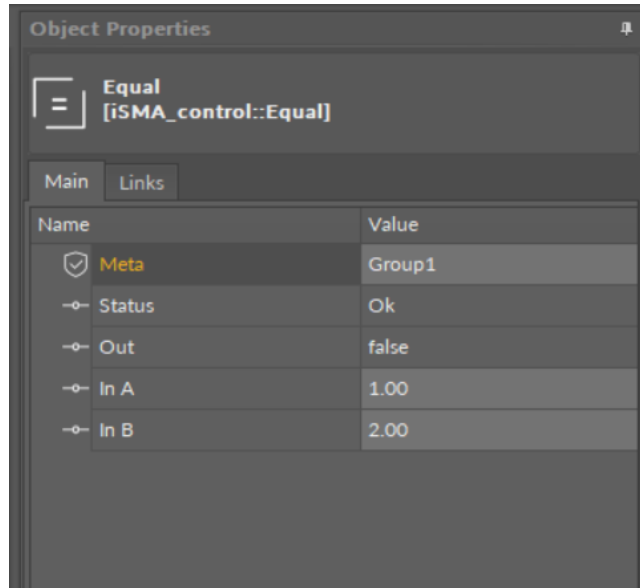 Object Properties
Equal
[iSMA_control::Equal]
Main Links
Name Value
Meta Group1
Status Ok
Out false
In A 1.00
In B 2.00